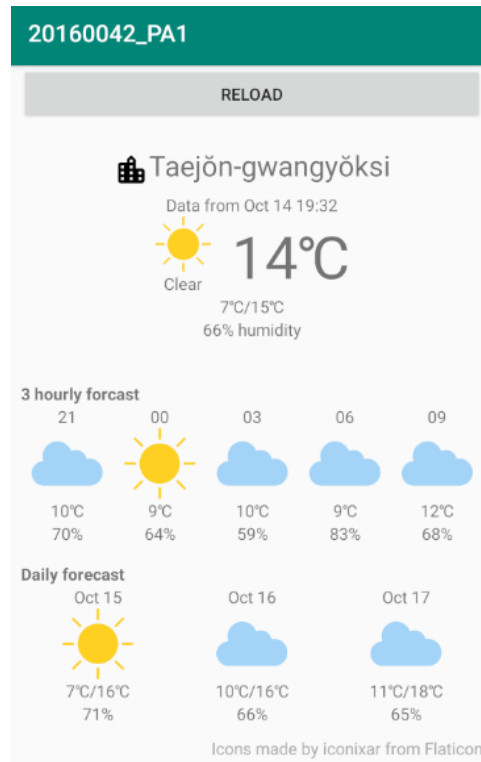 20160042_PA1
RELOAD
Taejŏn-gwangyŏksi
Data from Oct 14 19:32
14℃
Clear
7℃/15℃
66% humidity
3 hourly forcast
21 00 03 06 09
10℃ 9℃ 10℃ 9℃ 12℃
70% 64% 59% 83% 68%
Daily forecast
Oct 15 Oct 16 Oct 17
7℃/16℃ 10℃/16℃ 11℃/18℃
71% 66% 65%
Icons made by iconixar from Flaticon